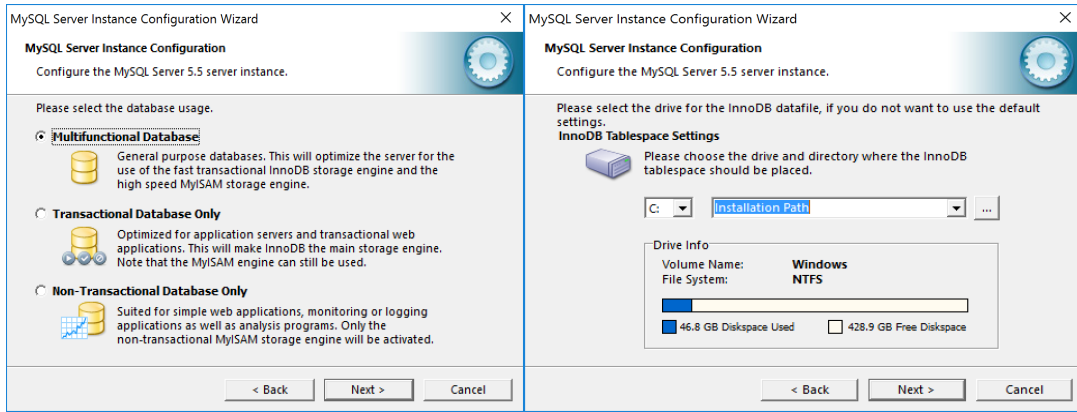 MySQL Server Instance Configuration Wizard
MySQL Server Instance Configuration
Configure the MySQL Server 5.5 server instance.
Please select the database usage.
Multifunctional Database
General purpose databases. This will optimize the server for the
use of the fast transactional InnoDB storage engine and the
high speed MyISAM storage engine.
Transactional Database Only
Optimized for application servers and transactional web
applications. This will make InnoDB the main storage engine.
Note that the MyISAM engine can still be used.
Non-Transactional Database Only
Suited for simple web applications, monitoring or logging
applications as well as analysis programs. Only the
non-transactional MyISAM storage engine will be activated.
< Back Next > Cancel
MySQL Server Instance Configuration Wizard
MySQL Server Instance Configuration
Configure the MySQL Server 5.5 server instance.
Please select the drive for the InnoDB datafile, if you do not want to use the default
settings.
InnoDB Tablespace Settings
Please choose the drive and directory where the InnoDB
tablespace should be placed.
C: Installation Path ...
Drive Info
Volume Name: Windows
File System: NTFS
46.8 GB Diskspace Used 428.9 GB Free Diskspace
< Back Next > Cancel